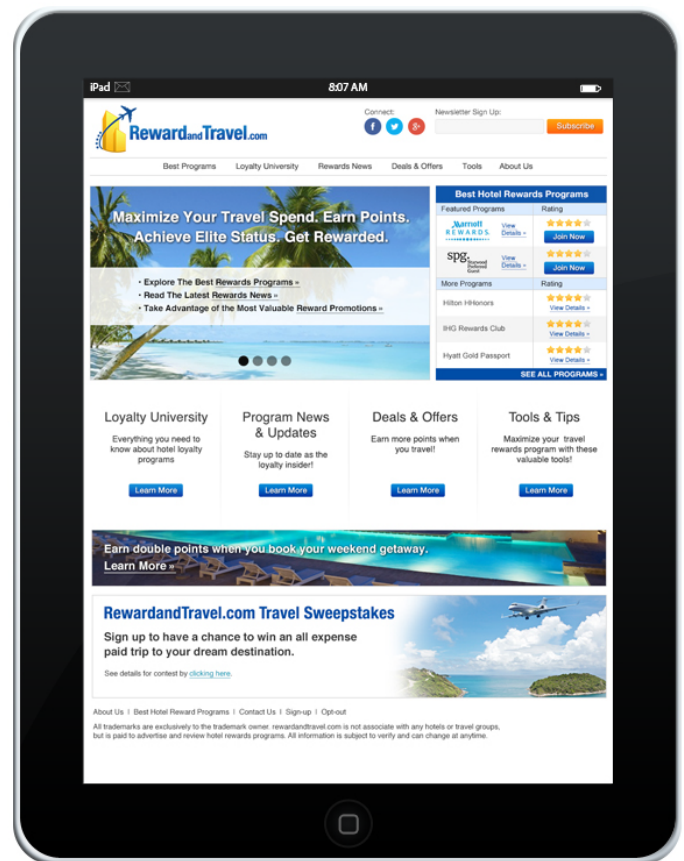 iPad
8:07 AM
RewardandTravel.com
Connect:
Newsletter Sign Up:
Subscribe
Best Programs Loyalty University Rewards News Deals & Offers Tools About Us
Maximize Your Travel Spend. Earn Points.
Achieve Elite Status. Get Rewarded.
• Explore The Best Rewards Programs »
• Read The Latest Rewards News »
• Take Advantage of the Most Valuable Reward Promotions »
Best Hotel Rewards Programs
Featured Programs Rating
Marriott
REWARDS
View
Details »
Join Now
spg.
Starwood
Preferred
Guest
View
Details »
Join Now
More Programs Rating
Hilton HHonors
View Details »
IHG Rewards Club
View Details »
Hyatt Gold Passport
View Details »
SEE ALL PROGRAMS »
Loyalty University
Everything you need to
know about hotel loyalty
programs
Learn More
Program News
& Updates
Stay up to date as the
loyalty insider!
Learn More
Deals & Offers
Earn more points when
you travel!
Learn More
Tools & Tips
Maximize your travel
rewards program with these
valuable tools!
Learn More
Earn double points when you book your weekend getaway.
Learn More »
RewardandTravel.com Travel Sweepstakes
Sign up to have a chance to win an all expense
paid trip to your dream destination.
See details for contest by clicking here.
About Us | Best Hotel Reward Programs | Contact Us | Sign-up | Opt-out
All trademarks are exclusively to the trademark owner. rewardandtravel.com is not associate with any hotels or travel groups,
but is paid to advertise and review hotel rewards programs. All information is subject to verify and can change at anytime.